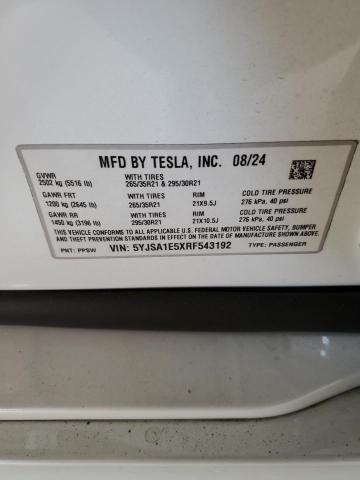 MFD BY TESLA, INC. 08/24
GVWR
2502 kg (5516 lb)
WITH TIRES
265/35R21 & 295/30R21
GAWR FRT
1200 kg (2645 lb)
WITH TIRES
265/35R21
RIM
21X9.5J
COLD TIRE PRESSURE
276 kPa, 40 psi
GAWR RR
1450 kg (3196 lb)
WITH TIRES
295/30R21
RIM
21X10.5J
COLD TIRE PRESSURE
276 kPa, 40 psi
THIS VEHICLE CONFORMS TO ALL APPLICABLE U.S. FEDERAL MOTOR VEHICLE SAFETY, BUMPER
AND THEFT PREVENTION STANDARDS IN EFFECT ON THE DATE OF MANUFACTURE SHOWN ABOVE.
PNT: PPSW
VIN: 5YJSA1E5XRF543192
TYPE: PASSENGER